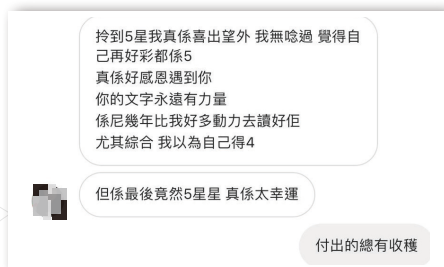 拎到5星我真係喜出望外 我無唸過 覺得自
己再好彩都係5
真係好感恩遇到你
你的文字永遠有力量
係尼幾年比我好多動力去讀好佢
尤其綜合 我以為自己得4
但係最後竟然5星星 真係太幸運
付出的總有收穫